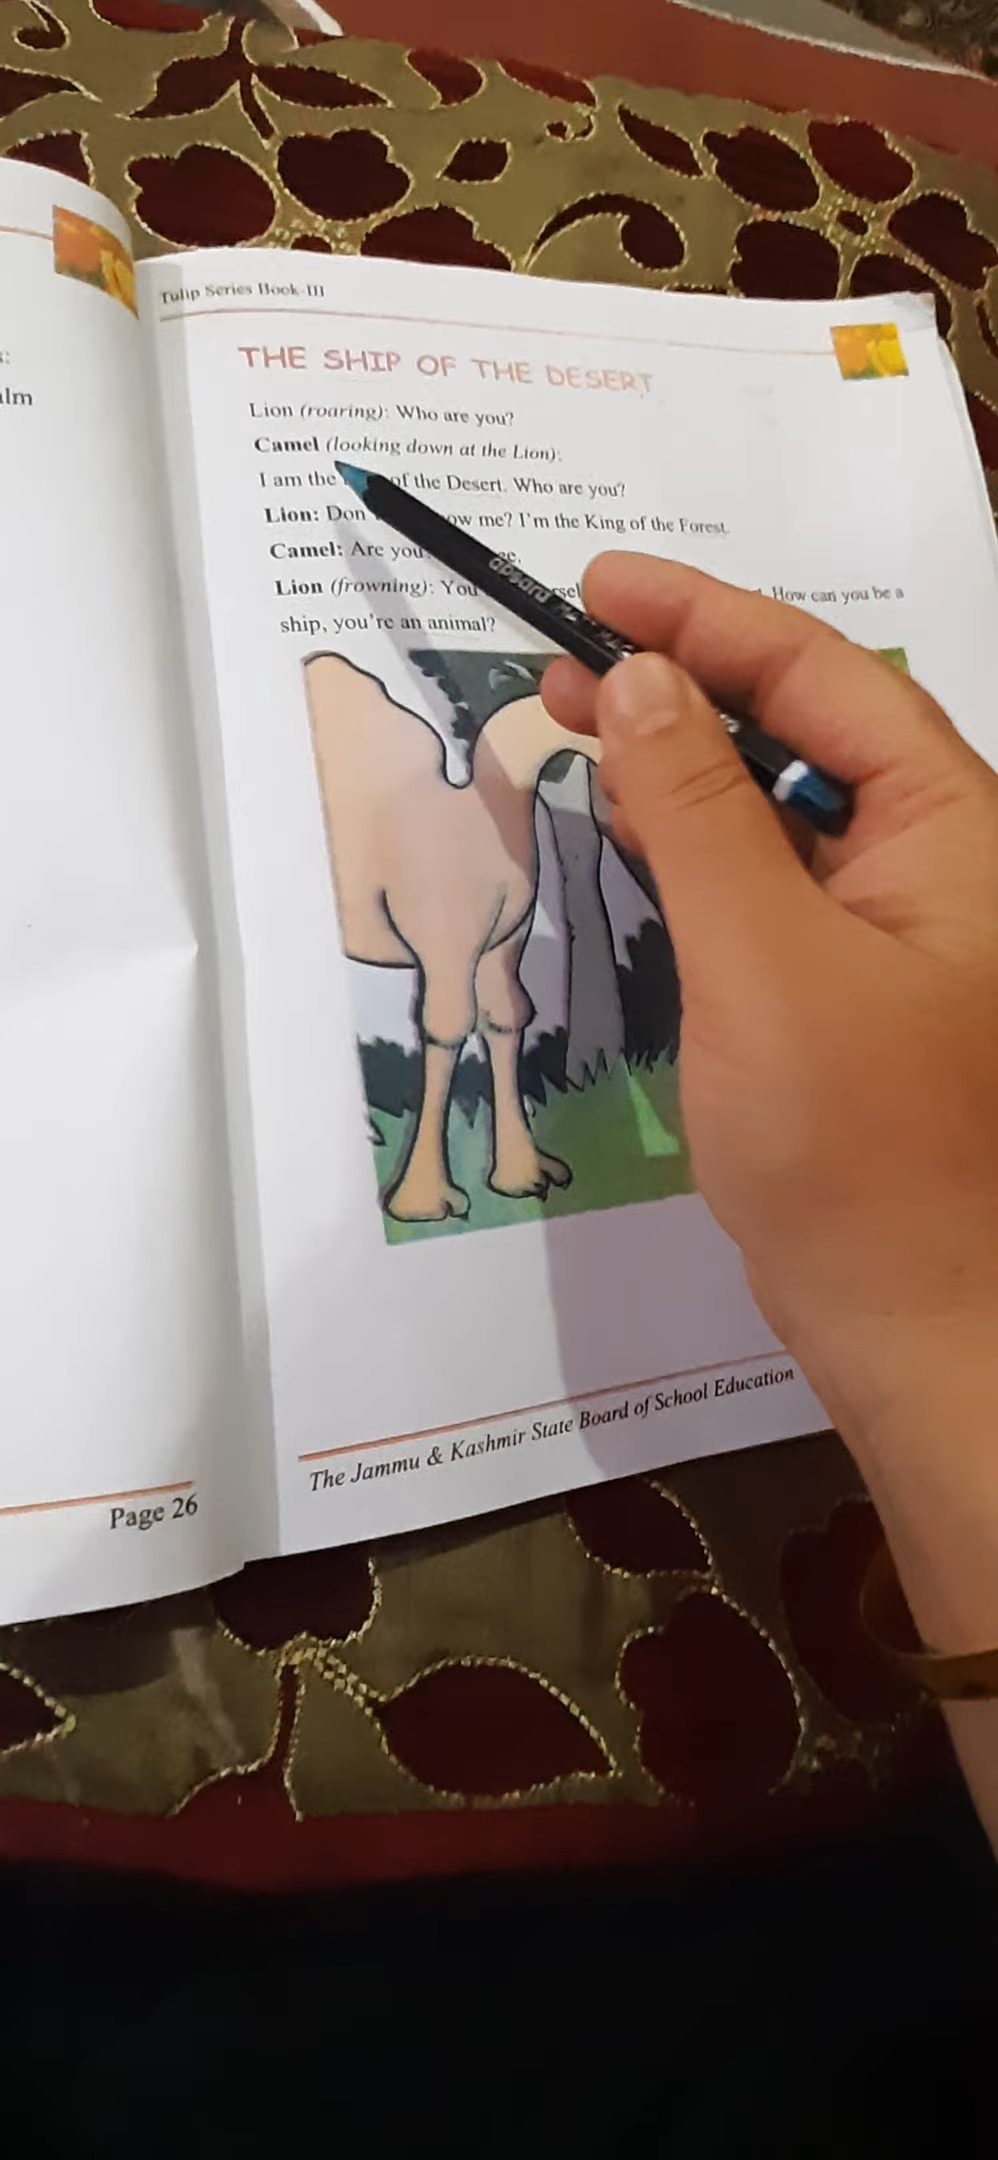 lm
Page 26
Tulip Series Book-III
THE SHIP OF THE DESERT
Lion (roaring): Who are you?
Camel (looking down at the Lion):
I am the of the Desert. Who are you?
Lion: Don me? I'm the King of the Forest.
Camel: Are you
Lion (frowning): You How can you be a
ship, you're an animal?
apsara
The Jammu & Kashmir State Board of School Education